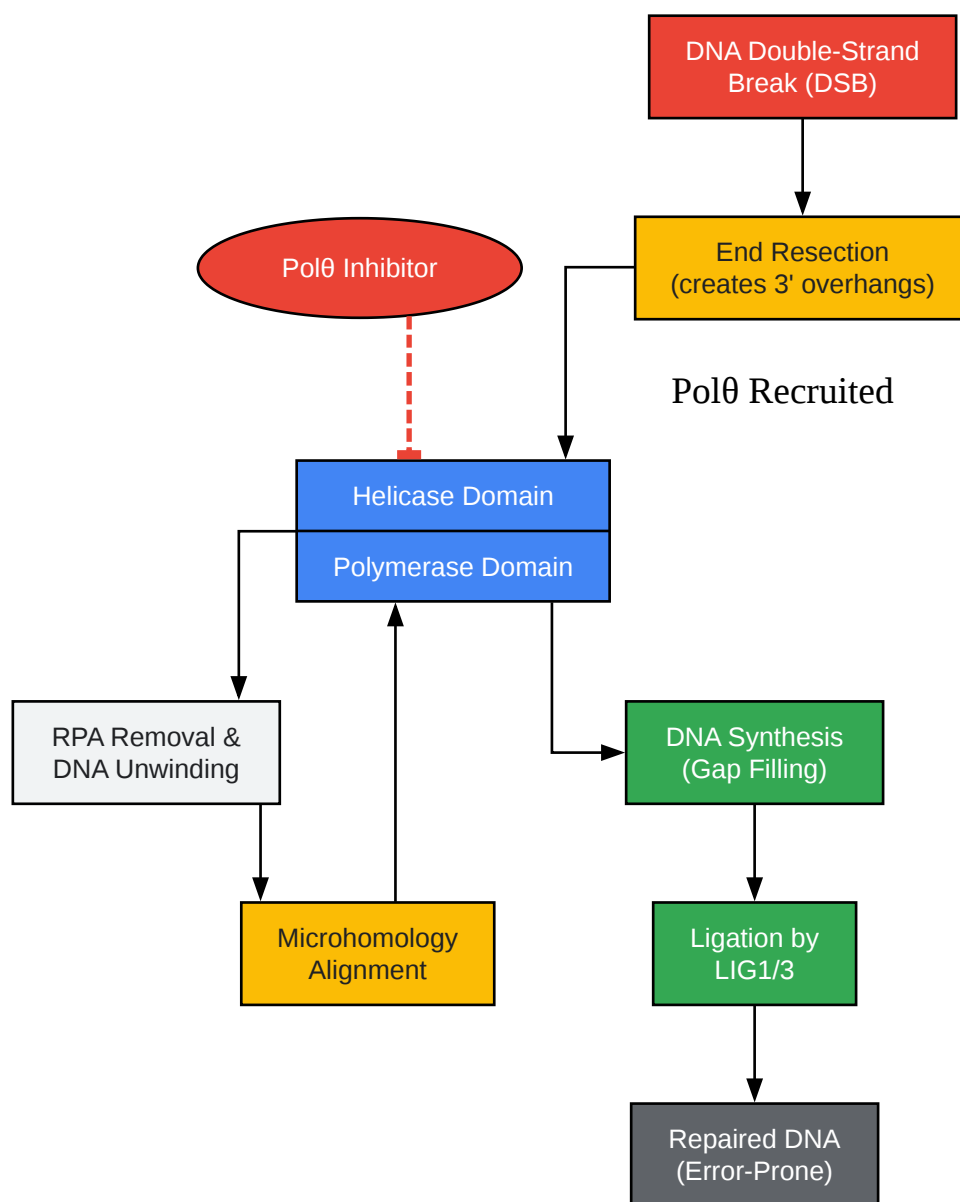 DNA Double-Strand
Break (DSB)
End Resection
(creates 3' overhangs)
Polθ Inhibitor
Polθ Recruited
Helicase Domain
Polymerase Domain
RPA Removal &
DNA Unwinding
DNA Synthesis
(Gap Filling)
Microhomology
Alignment
Ligation by
LIG1/3
Repaired DNA
(Error-Prone)